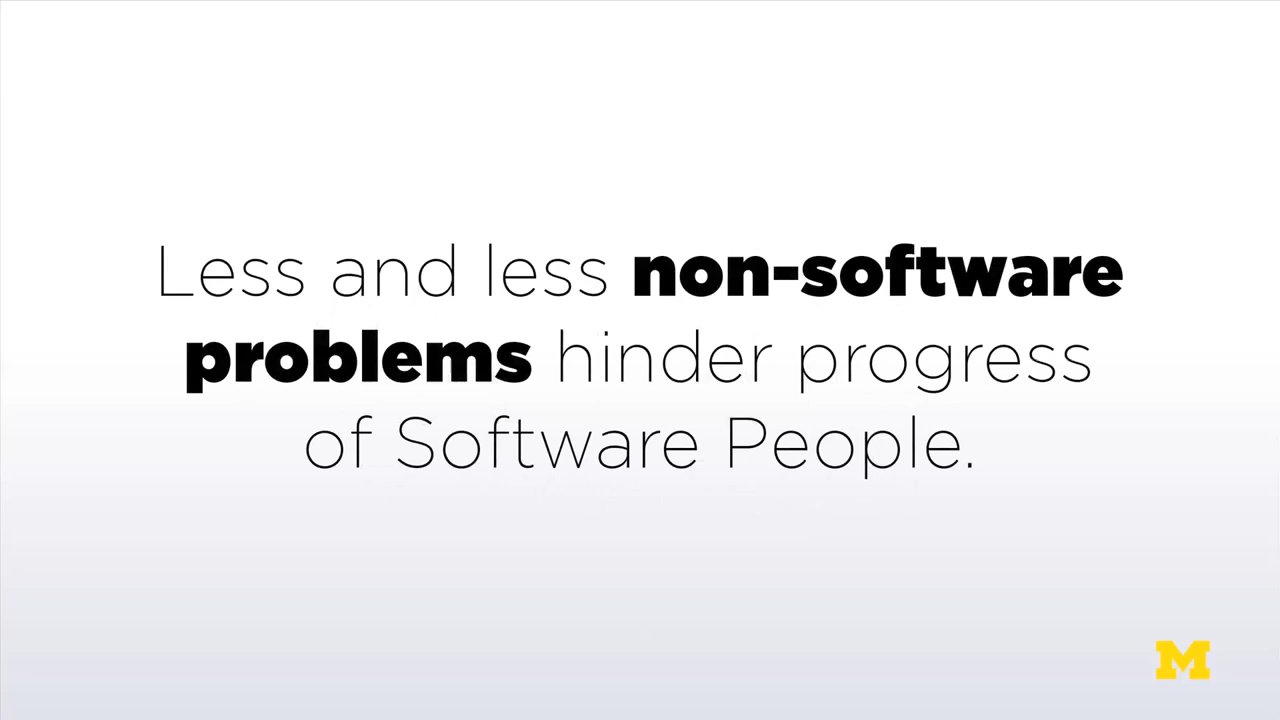 Less and less non-software
problems hinder progress
of Software People.
M